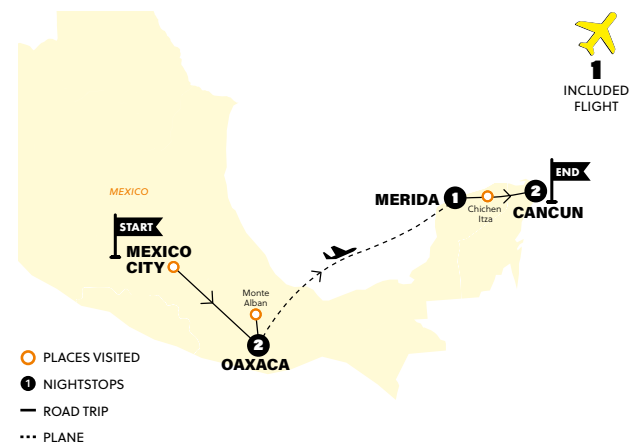 1
INCLUDED
FLIGHT
MEXICO
START
MEXICO
CITY
Monte
Alban
2
OAXACA
MERIDA
1
Chichen
Itza
2
END
CANCUN
PLACES VISITED
1 NIGHTSTOPS
ROAD TRIP
PLANE